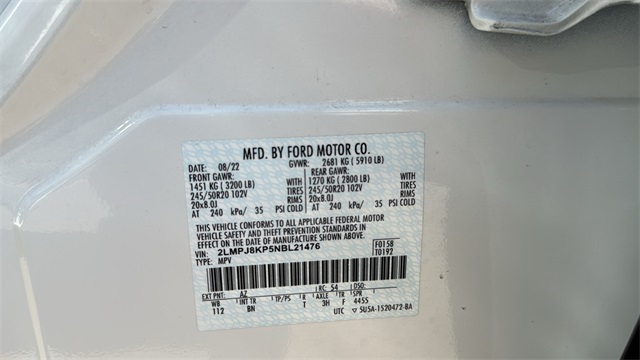 MFD. BY FORD MOTOR CO.
DATE: 08/22 GVWR: 2681 KG ( 5910 LB)
FRONT GAWR: REAR GAWR:
1451 KG ( 3200 LB) WITH 1270 KG ( 2800 LB) WITH
245/50R20 102V TIRES 245/50R20 102V TIRES
20x8.0J RIMS 20x8.0J RIMS
AT 240 kPa/ 35 PSI COLD AT 240 kPa/ 35 PSI COLD
THIS VEHICLE CONFORMS TO ALL APPLICABLE FEDERAL MOTOR
VEHICLE SAFETY AND THEFT PREVENTION STANDARDS IN
EFFECT ON THE DATE OF MANUFACTURE SHOWN ABOVE.
VIN: 2LMPJ8KP5NBL21476 F0158
TYPE: MPV T0192
EXT PNT: AZ RC: 54 DSO:
WB INT TR TP/PS R AXLE TR SPR
112 BN T 3H F 4455
UTC 5U5A-1520472-BA